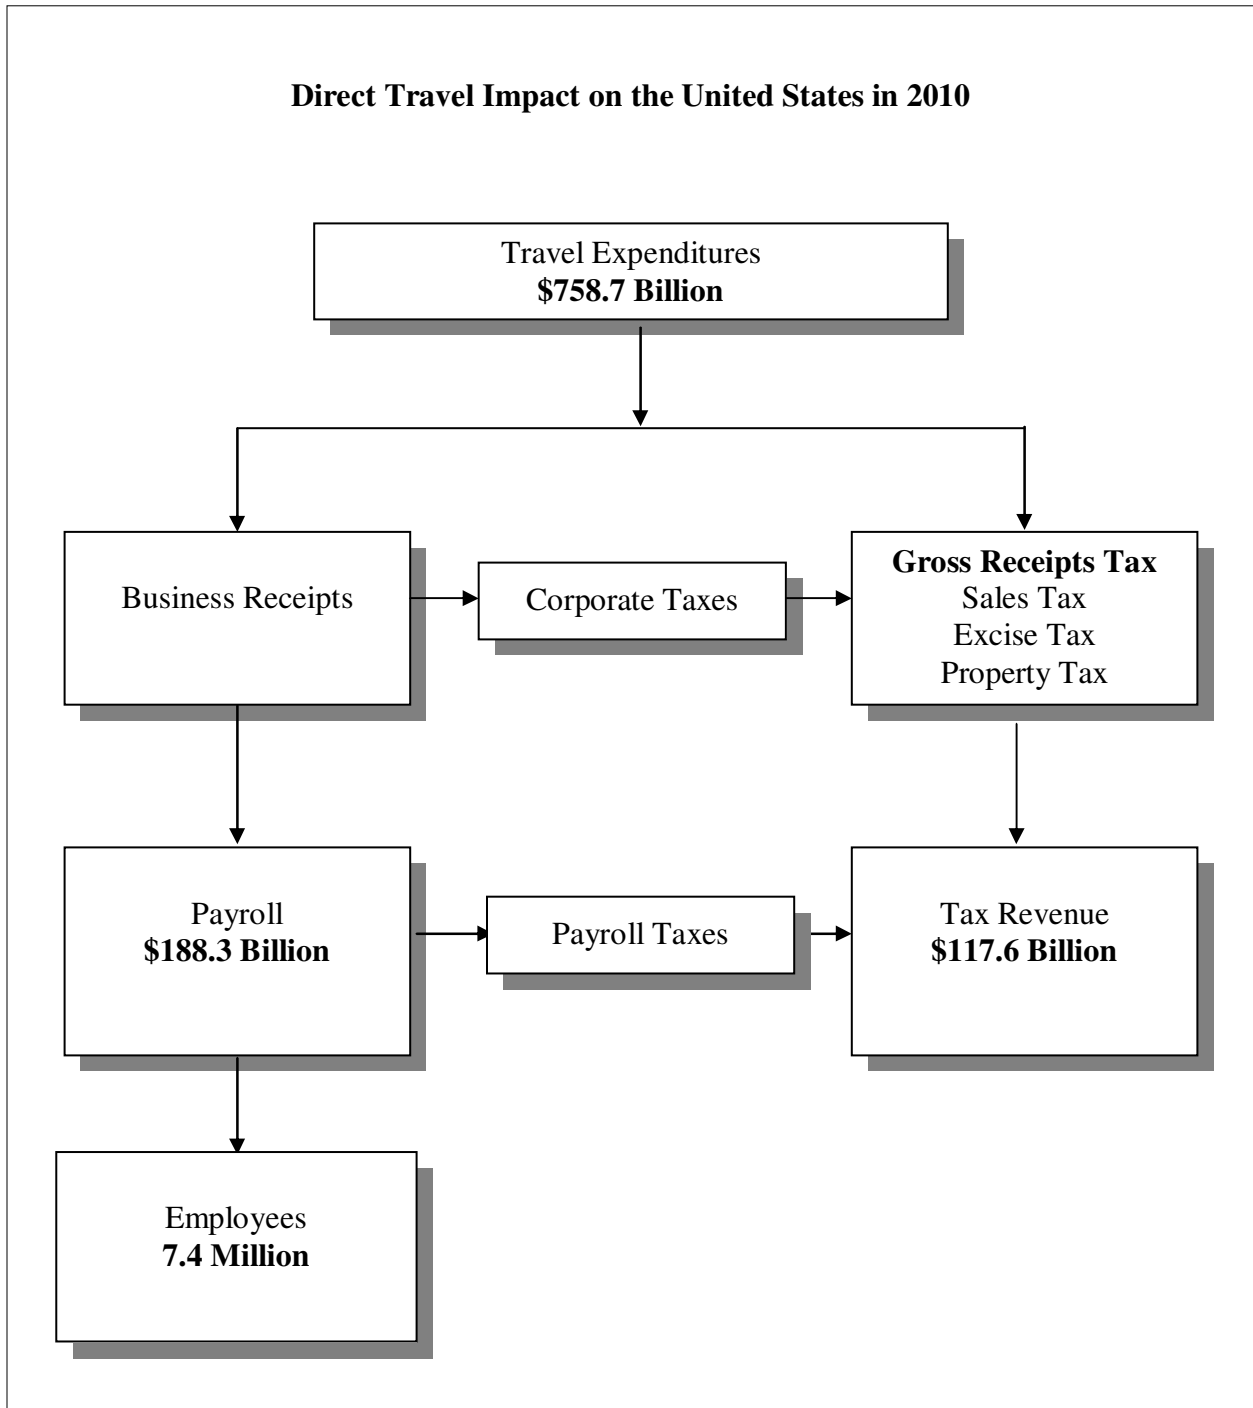 Direct Travel Impact on the United States in 2010
Travel Expenditures
$758.7 Billion
Business Receipts
Corporate Taxes
Gross Receipts Tax
Sales Tax
Excise Tax
Property Tax
Payroll
$188.3 Billion
Payroll Taxes
Tax Revenue
$117.6 Billion
Employees
7.4 Million